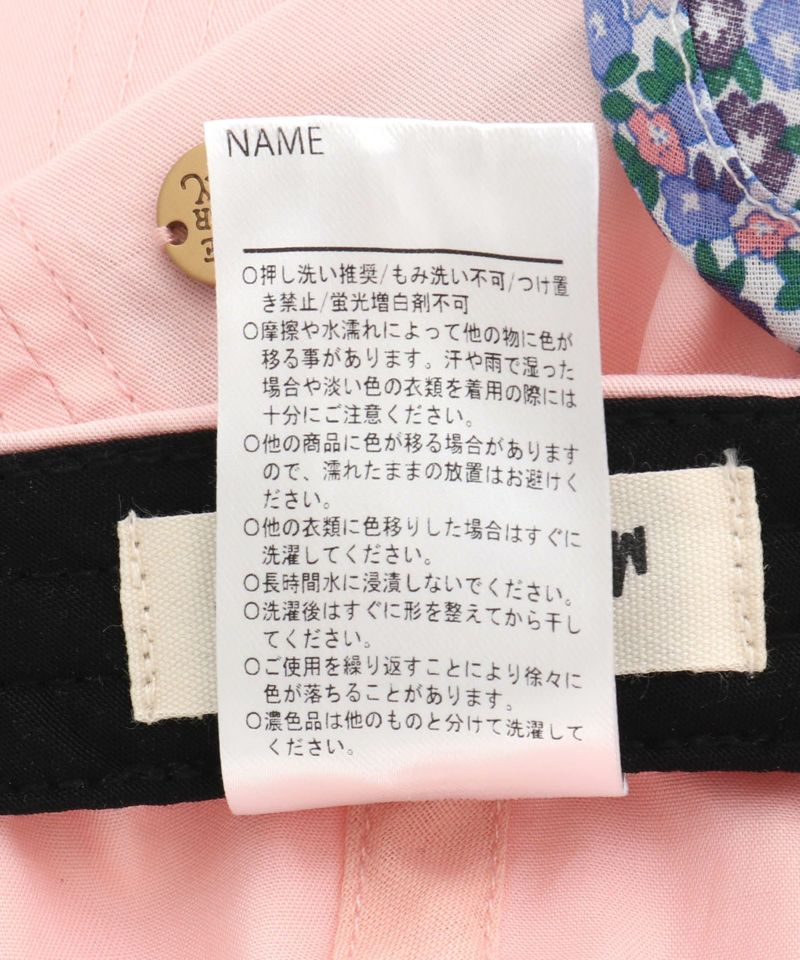 NAME
○押し洗い推奨/もみ洗い不可/つけ置
き禁止/蛍光増白剤不可
○摩擦や水濡れによって他の物に色が
移る事があります。汗や雨で湿った
場合や淡い色の衣類を着用の際には
十分にご注意ください。
○他の商品に色が移る場合があります
ので、濡れたままの放置はお避けく
ださい。
○他の衣類に色移りした場合はすぐに
洗濯してください。
○長時間水に浸漬しないでください。
○洗濯後はすぐに形を整えてから干し
てください。
○ご使用を繰り返すことにより徐々に
色が落ちることがあります。
○濃色品は他のものと分けて洗濯して
ください。
M